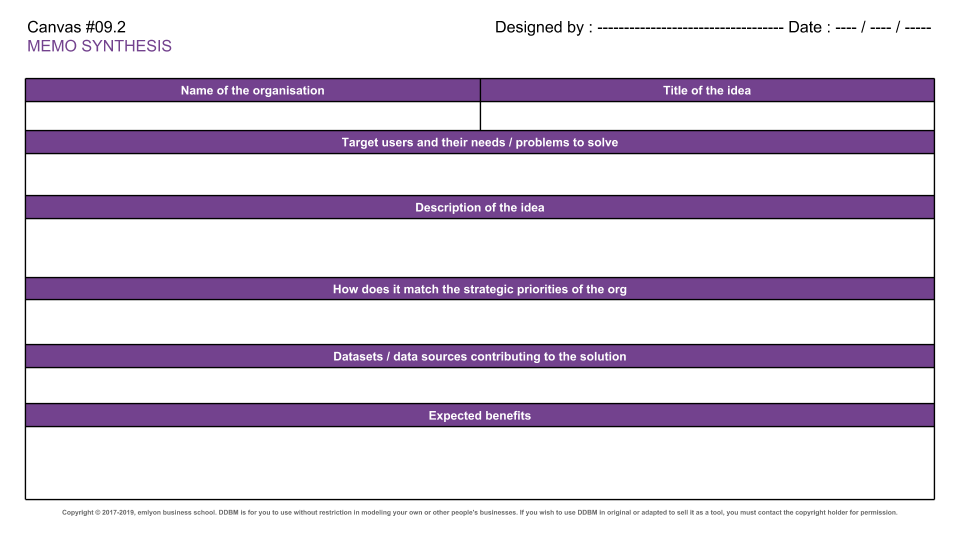 Canvas #09.2
MEMO SYNTHESIS
Designed by : ----------------------------------- Date : ---- / ---- / -----
Name of the organisation
Title of the idea
Target users and their needs / problems to solve
Description of the idea
How does it match the strategic priorities of the org
Datasets / data sources contributing to the solution
Expected benefits
Copyright © 2017-2019, emlyon business school. DDBM is for you to use without restriction in modeling your own or other people's businesses. If you wish to use DDBM in original or adapted to sell it as a tool, you must contact the copyright holder for permission.